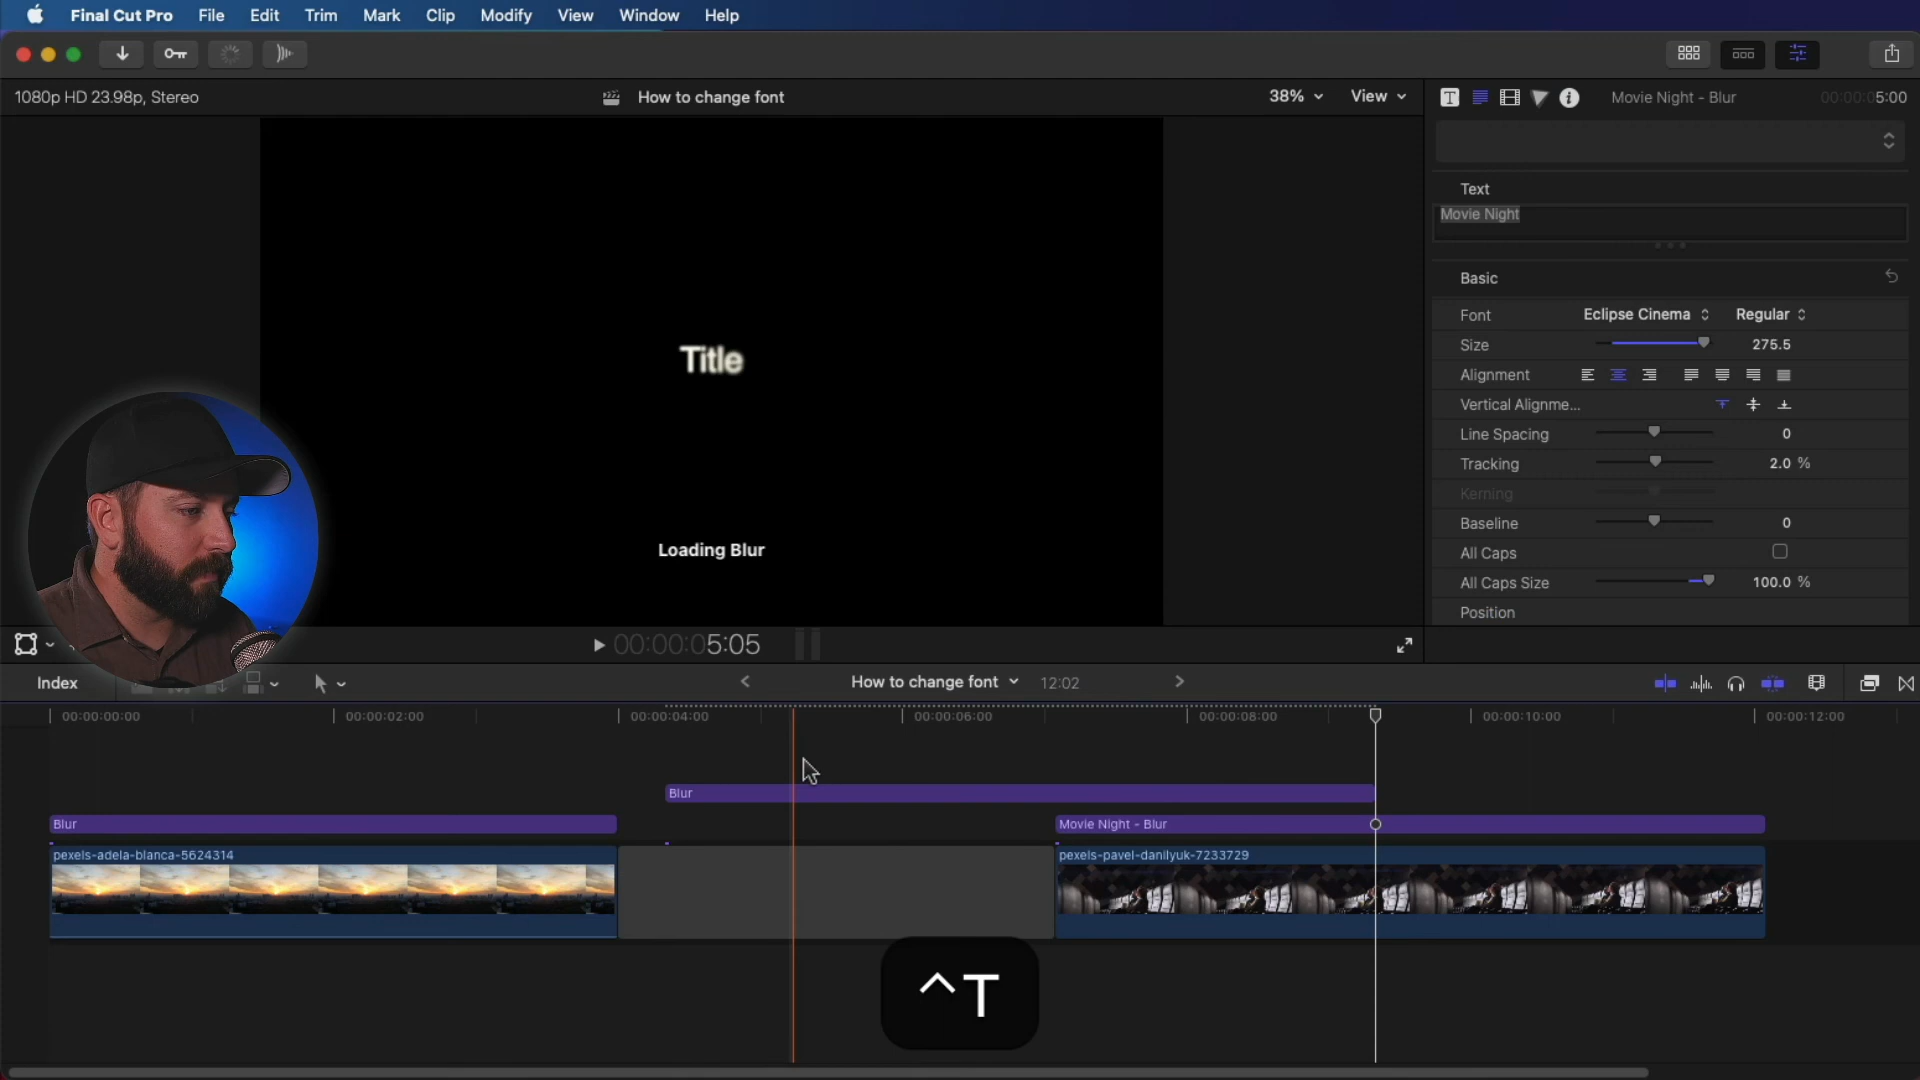 Final Cut Pro File Edit Trim Mark Clip Modify View Window Help
1080p HD 23.98p, Stereo
How to change font
38%
View
T
Movie Night - Blur
00:00:05:00
Text
Movie Night
Basic
Font Eclipse Cinema Regular
Size 275.5
Alignment
Vertical Alignme...
Line Spacing 0
Tracking 2.0 %
Kerning
Baseline 0
All Caps
All Caps Size 100.0 %
Position
Title
Loading Blur
00:00:05:05
Index
How to change font 12:02
00:00:00:00 00:00:02:00 00:00:04:00 00:00:06:00 00:00:08:00 00:00:10:00 00:00:12:00
Blur
Blur
Movie Night - Blur
pexels-adela-blanca-5624314
pexels-pavel-danilyuk-7233729
^T